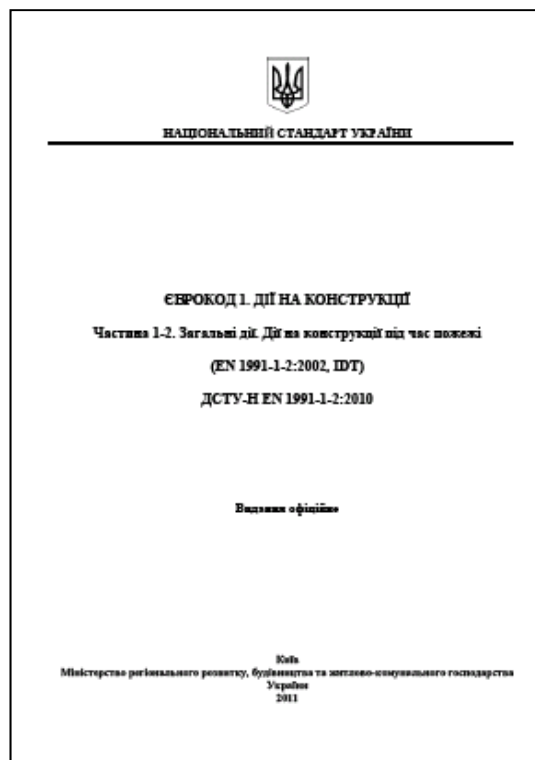 НАЦІОНАЛЬНИЙ СТАНДАРТ УКРАЇНИ
ЄВРОКОД 1. ДІЇ НА КОНСТРУКЦІЇ
Частина 1-2. Загальні дії. Дії на конструкції під час пожежі
(EN 1991-1-2:2002, IDT)
ДСТУ-Н EN 1991-1-2:2010
Видання офіційне
Київ
Міністерство регіонального розвитку, будівництва та житлово-комунального господарства
України
2011